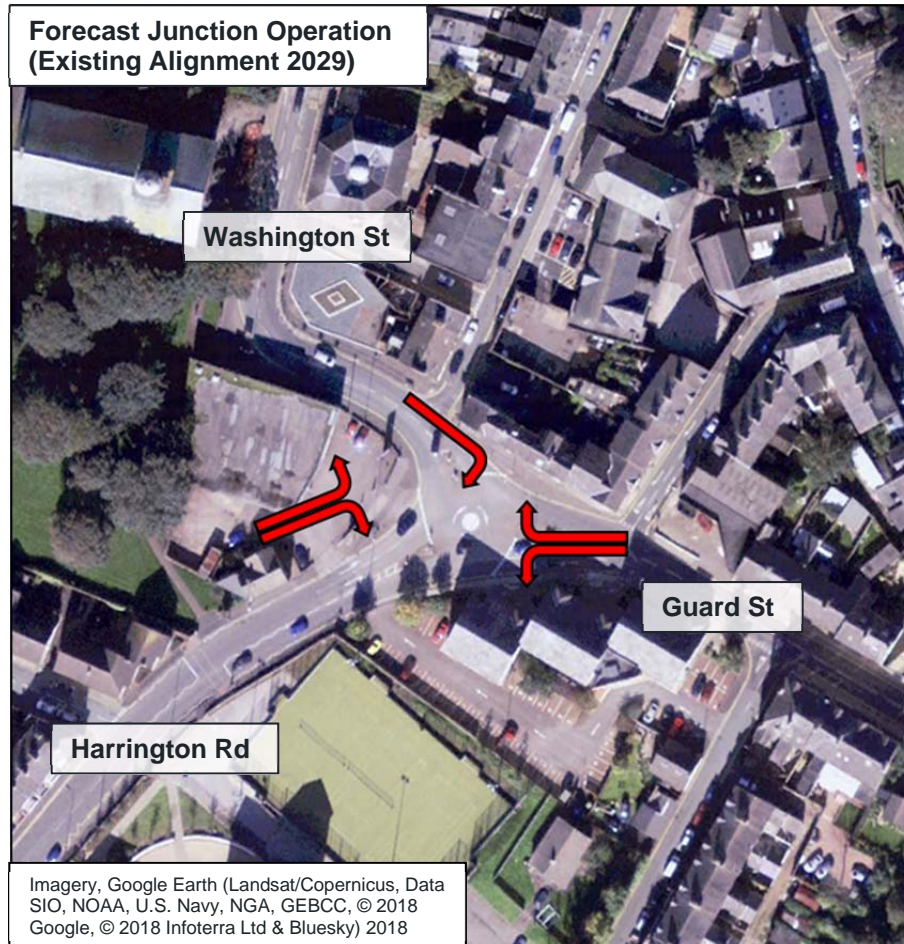 Forecast Junction Operation
(Existing Alignment 2029)
Washington St
Guard St
Harrington Rd
Imagery, Google Earth (Landsat/Copernicus, Data
SIO, NOAA, U.S. Navy, NGA, GEBCC, © 2018
Google, © 2018 Infoterra Ltd & Bluesky) 2018